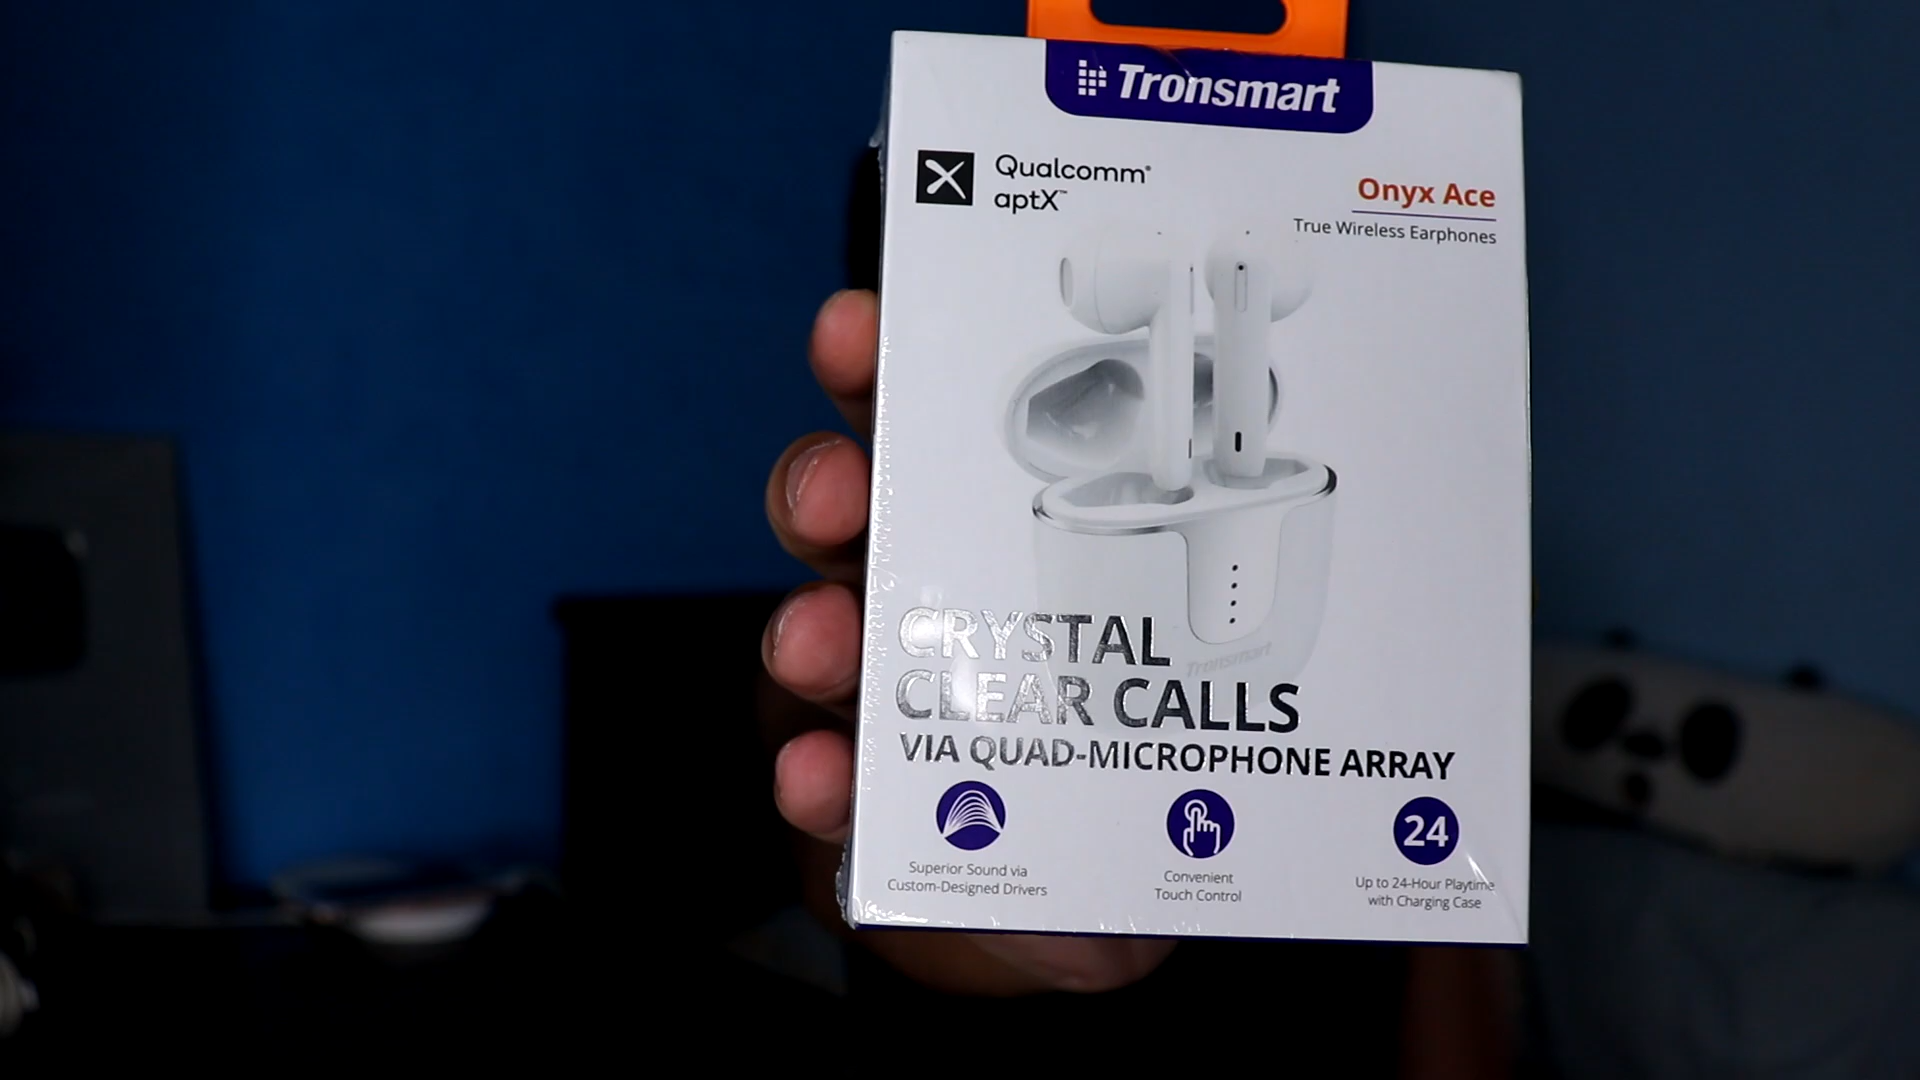 Tronsmart
Qualcomm®
aptX™
Onyx Ace
True Wireless Earphones
Tronsmart
CRYSTAL
CLEAR CALLS
VIA QUAD-MICROPHONE ARRAY
24
Superior Sound via
Custom-Designed Drivers
Convenient
Touch Control
Up to 24-Hour Playtime
with Charging Case